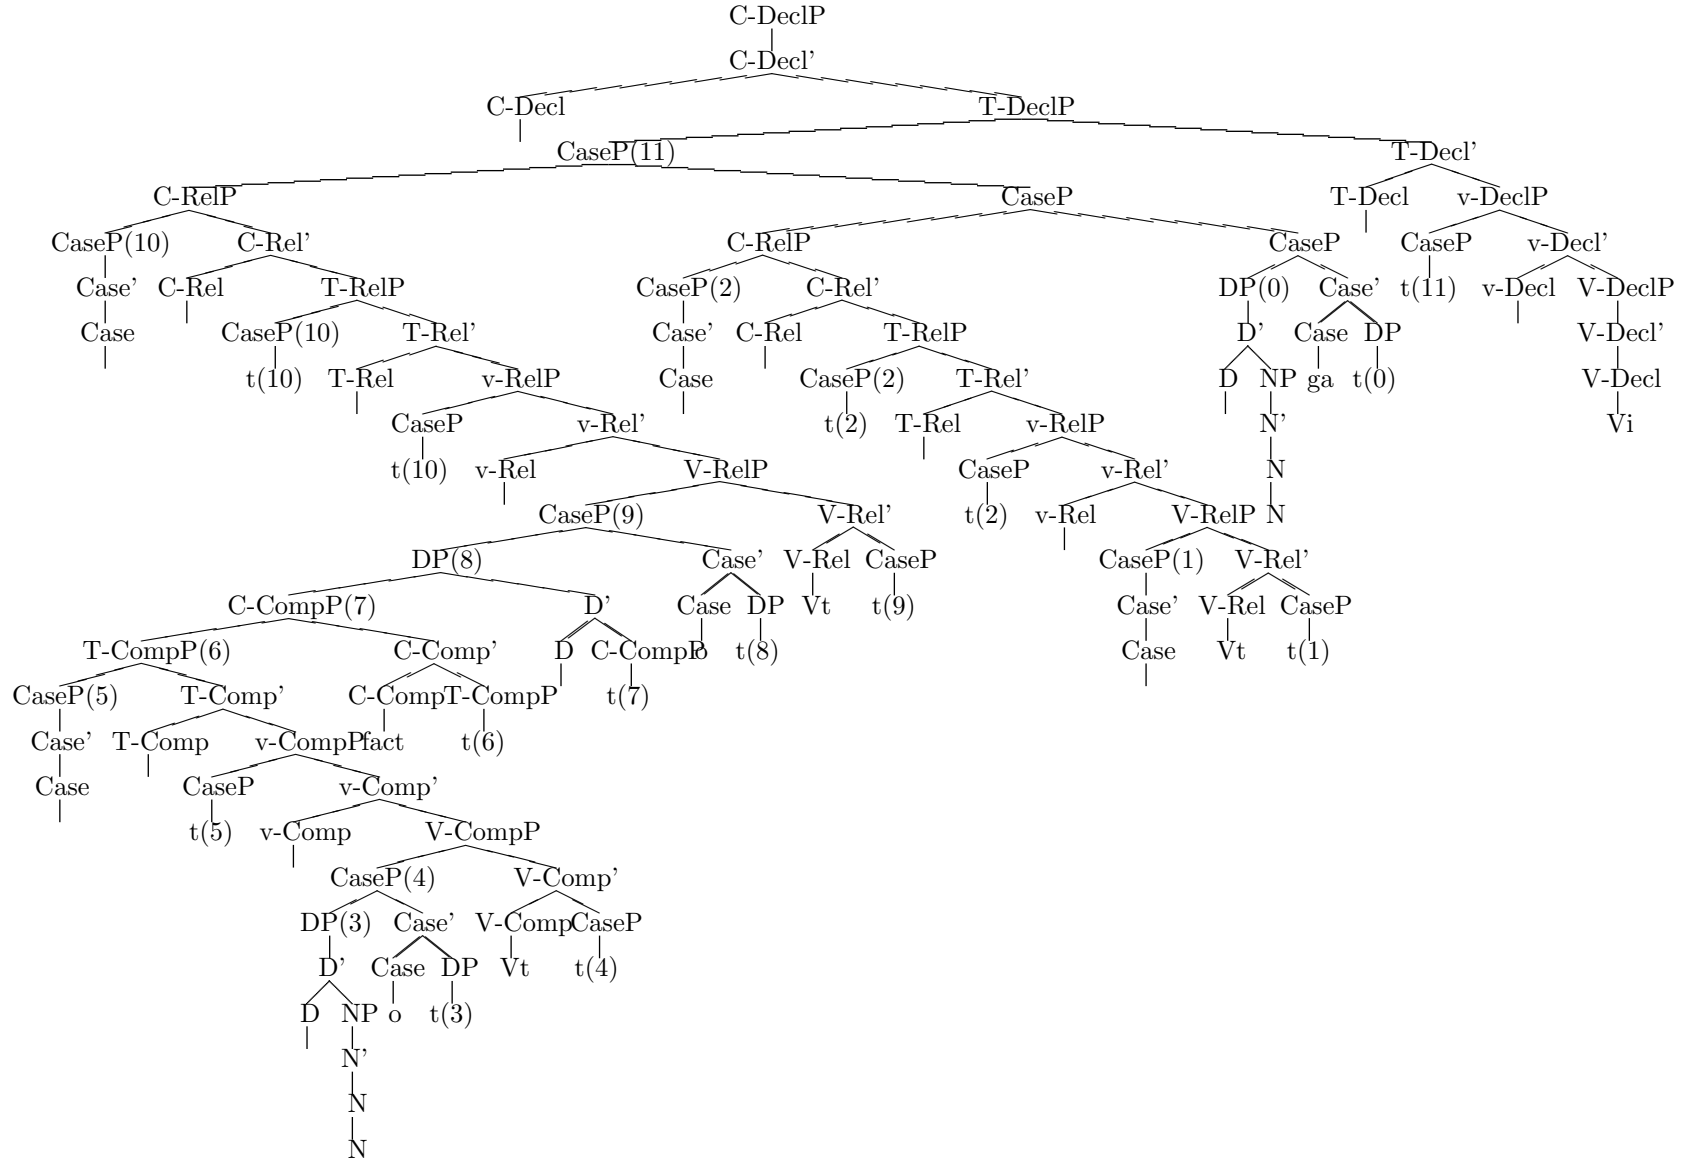 C-DeclP
C-Decl'
C-Decl T-DeclP
CaseP(11) T-Decl'
C-RelP CaseP T-Decl v-DeclP
CaseP(10) C-Rel' C-RelP CaseP CaseP v-Decl'
Case' C-Rel T-RelP CaseP(2) C-Rel' DP(0) Case' t(11) v-Decl V-DeclP
Case CaseP(10) T-Rel' Case' C-Rel T-RelP D' Case DP V-Decl'
t(10) T-Rel v-RelP Case CaseP(2) T-Rel' D NP ga t(0) V-Decl
CaseP v-Rel' t(2) T-Rel v-RelP N' Vi
t(10) v-Rel V-RelP CaseP v-Rel' N
CaseP(9) V-Rel' t(2) v-Rel V-RelP N
DP(8) Case' V-Rel CaseP CaseP(1) V-Rel'
C-CompP(7) D' Case DP Vt t(9) Case' V-Rel CaseP
T-CompP(6) C-Comp' D C-CompP o t(8) Case Vt t(1)
CaseP(5) T-Comp' C-Comp T-CompP t(7)
Case' T-Comp v-CompP fact t(6)
Case CaseP v-Comp'
t(5) v-Comp V-CompP
CaseP(4) V-Comp'
DP(3) Case' V-Comp CaseP
D' Case DP Vt t(4)
D NP o t(3)
N'
N
N